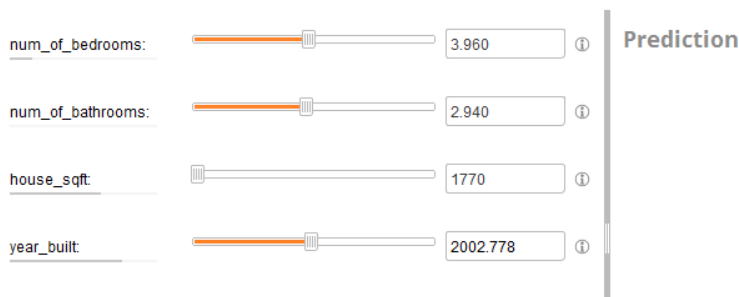 num_of_bedrooms: 3.960 Prediction
num_of_bathrooms: 2.940
house_sqft: 1770
year_built: 2002.778